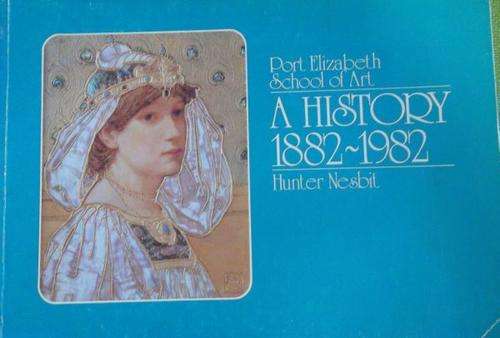 Port Elizabeth
School of Art
A HISTORY
1882~1982
Hunter Nesbit